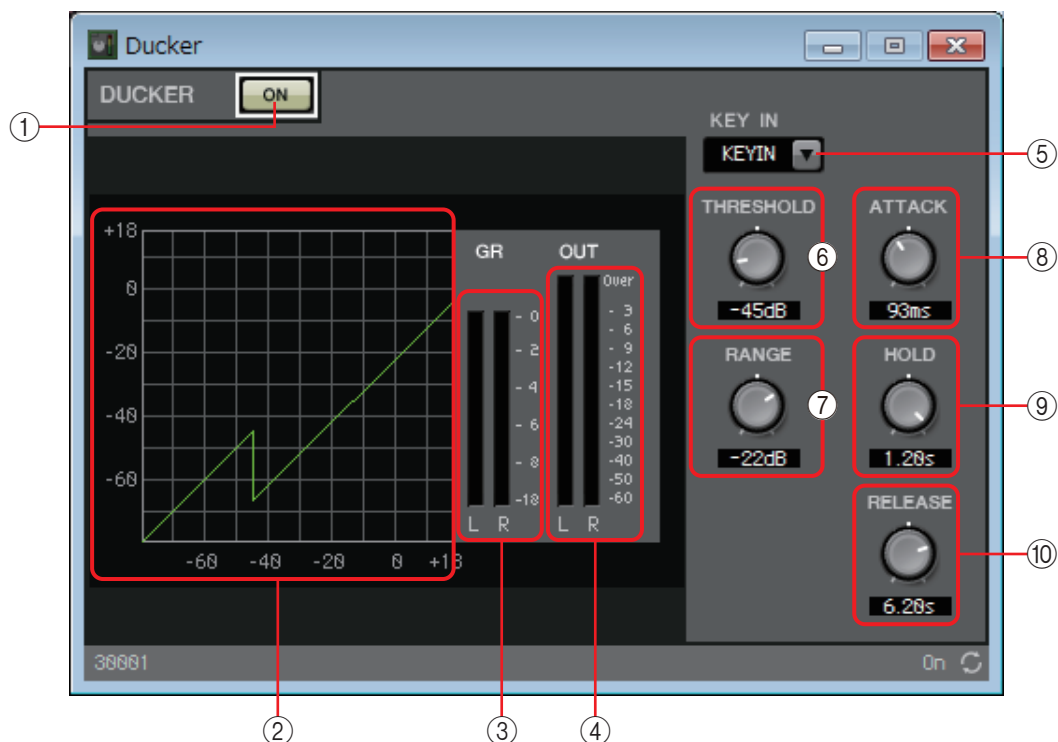 Ducker
DUCKER ON
①
KEY IN
KEYIN
⑤
THRESHOLD
-45dB
⑥
ATTACK
93ms
⑧
RANGE
-22dB
⑦
HOLD
1.20s
⑨
RELEASE
6.20s
⑩
+18
0
-20
-40
-60
-60 -40 -20 0 +18
②
GR
- 0
- 2
- 4
- 6
- 8
-18
L R
③
OUT
Over
- 3
- 6
- 9
-12
-15
-18
-24
-30
-40
-50
-60
L R
④
30001
On